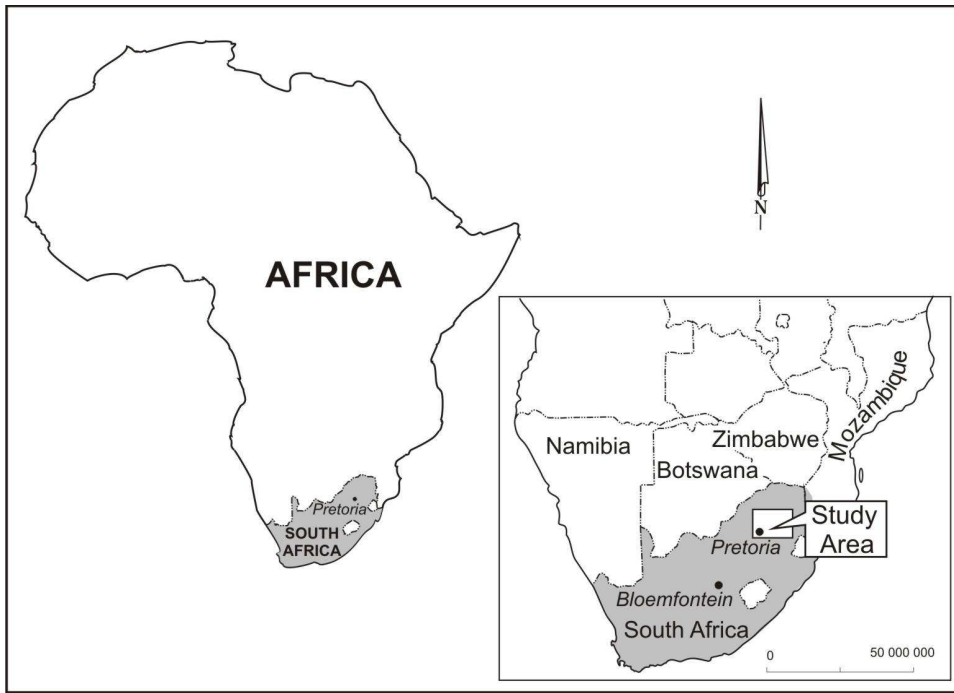 AFRICA
Pretoria
SOUTH
AFRICA
N
Namibia
Zimbabwe
Mozambique
Botswana
Study
Area
Pretoria
Bloemfontein
South Africa
0
50 000 000